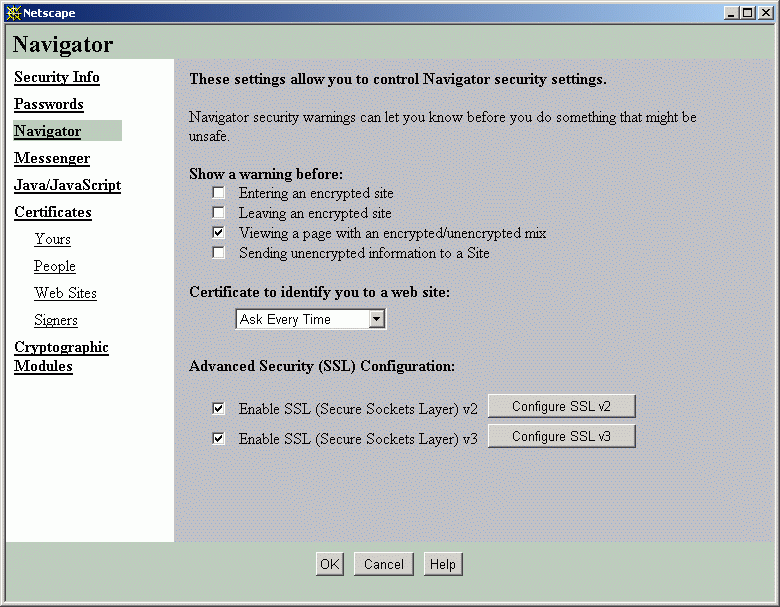 Netscape
Navigator
Security Info
Passwords
Navigator
Messenger
Java/JavaScript
Certificates
Yours
People
Web Sites
Signers
Cryptographic
Modules
These settings allow you to control Navigator security settings.
Navigator security warnings can let you know before you do something that might be
unsafe.
Show a warning before:
Entering an encrypted site
Leaving an encrypted site
Viewing a page with an encrypted/unencrypted mix
Sending unencrypted information to a Site
Certificate to identify you to a web site:
Ask Every Time
Advanced Security (SSL) Configuration:
Enable SSL (Secure Sockets Layer) v2 Configure SSL v2
Enable SSL (Secure Sockets Layer) v3 Configure SSL v3
OK Cancel Help